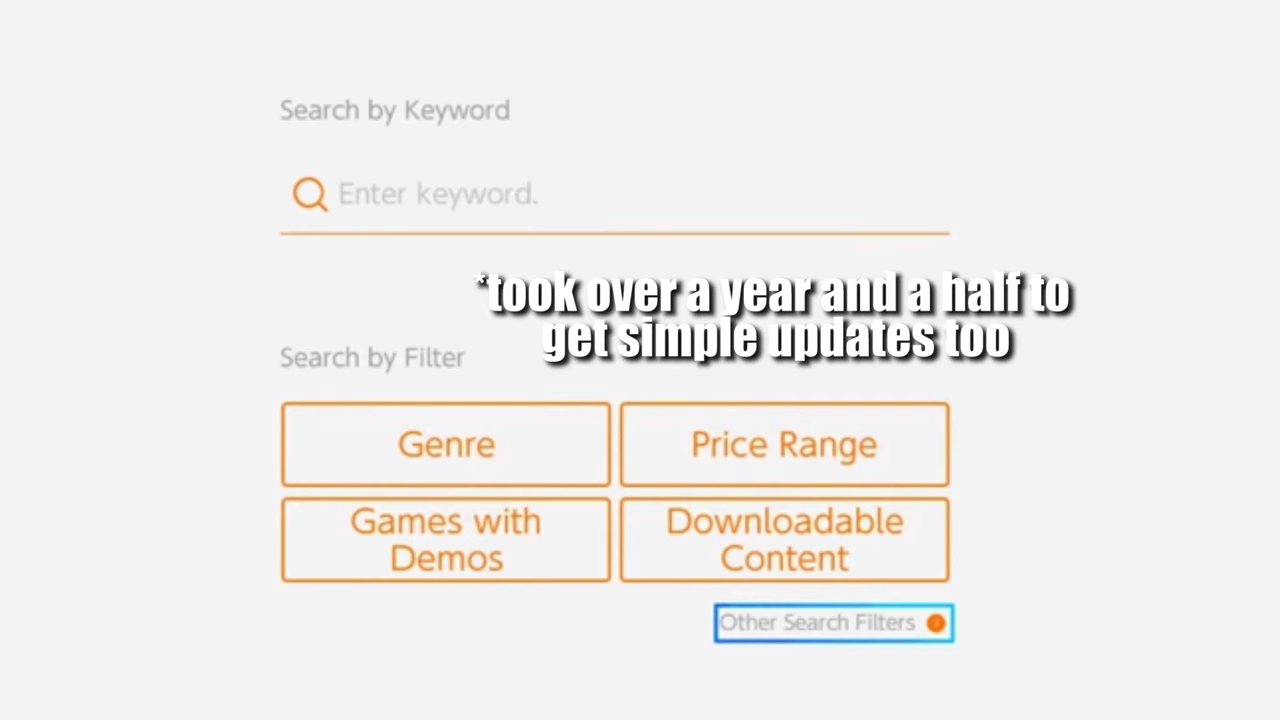 Search by Keyword
Enter keyword.
*took over a year and a half to
get simple updates too
Search by Filter
Genre
Price Range
Games with
Demos
Downloadable
Content
Other Search Filters